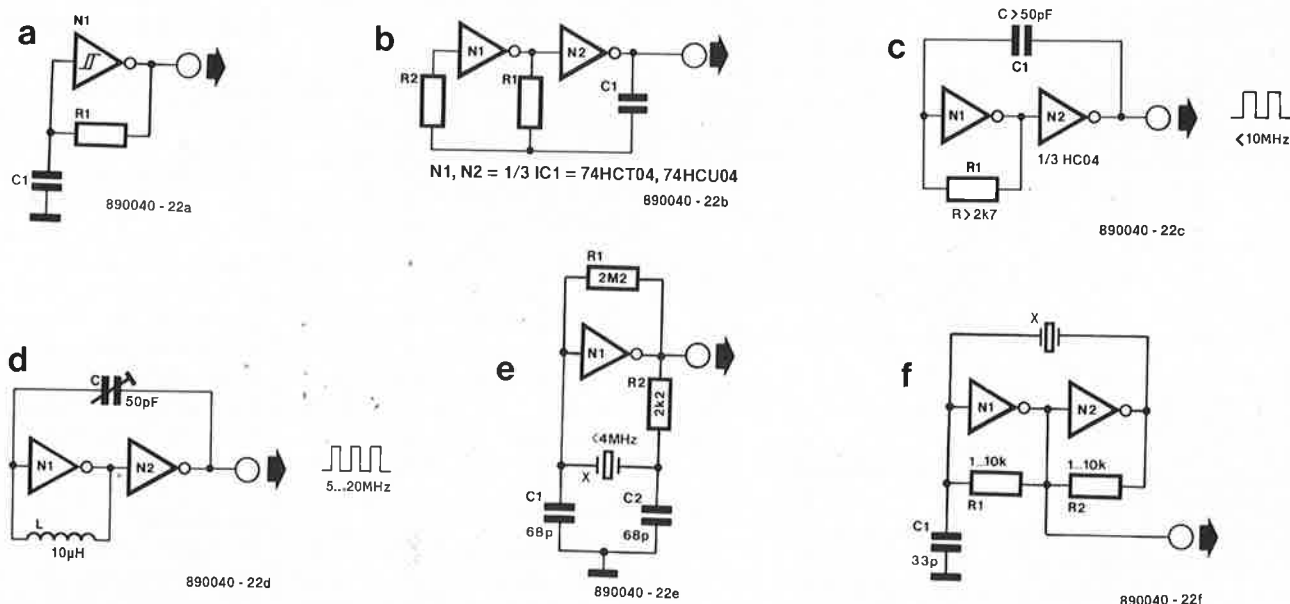 a
N1
R1
C1
890040 - 22a
b
N1
N2
R2
R1
C1
N1, N2 = 1/3 IC1 = 74HCT04, 74HCU04
890040 - 22b
c
C > 50pF
C1
N1
N2
1/3 HC04
R1
R > 2k7
<10MHz
890040 - 22c
d
C
50pF
N1
N2
L
10µH
5...20MHz
890040 - 22d
e
R1
2M2
N1
R2
2k2
<4MHz
X
C1
68p
C2
68p
890040 - 22e
f
X
N1
N2
1...10k
R1
1...10k
R2
C1
33p
890040 - 22f